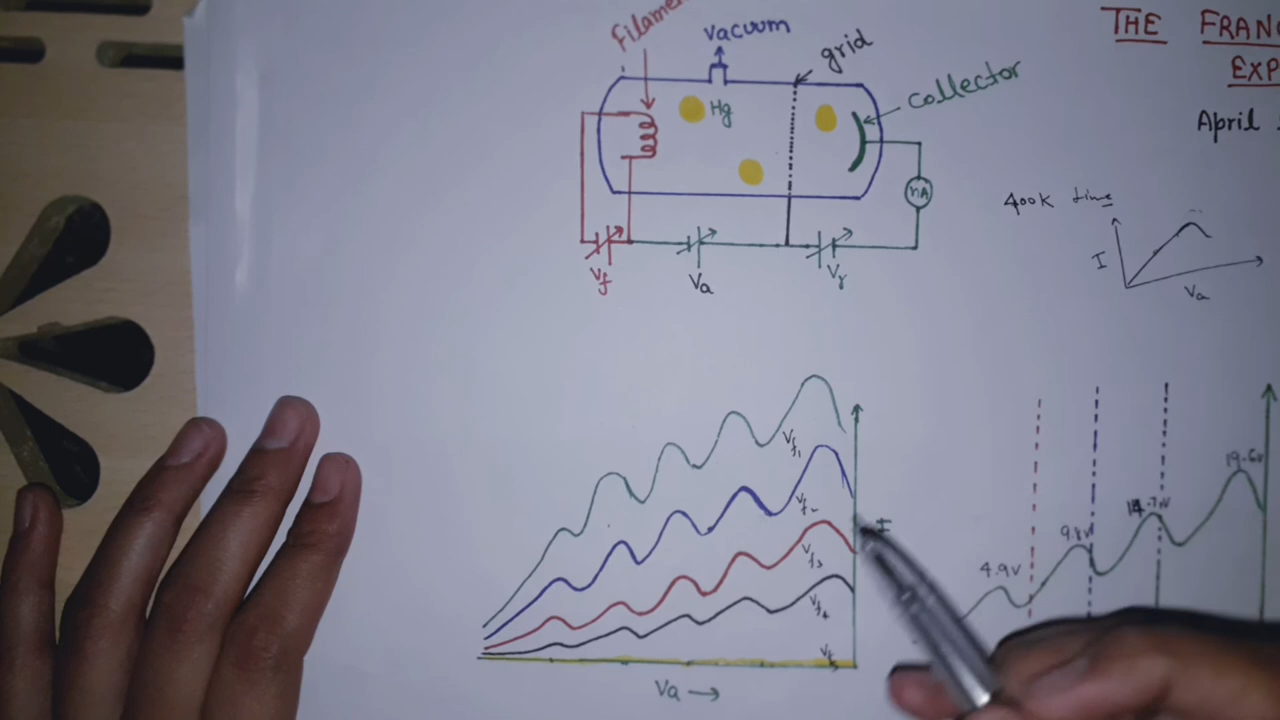 Filamen
vacuum
grid
THE FRAN
EXP
collector
Hg
April
nA
400K time
I
Va
Vf
Va
Vr
Vf1
Vf2
I
Vf3
Vf4
Vf5
Va →
4.9V
9.8V
14.7V
19.6V